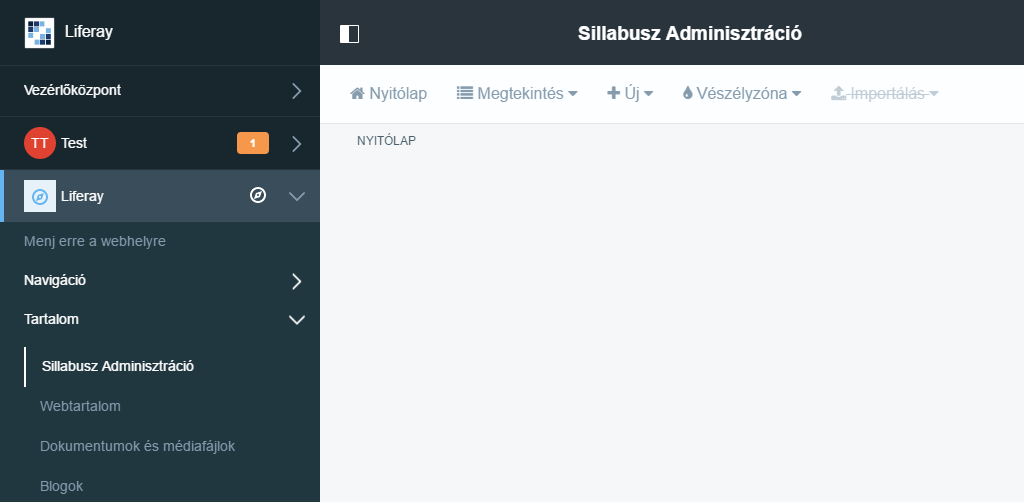 Liferay
Sillabusz Adminisztráció
Vezérlőközpont
TT Test 1
Liferay
Menj erre a webhelyre
Navigáció
Tartalom
Sillabusz Adminisztráció
Webtartalom
Dokumentumok és médiafájlok
Blogok
Nyitólap Megtekintés Új Vészélyzóna Importálás
NYITÓLAP